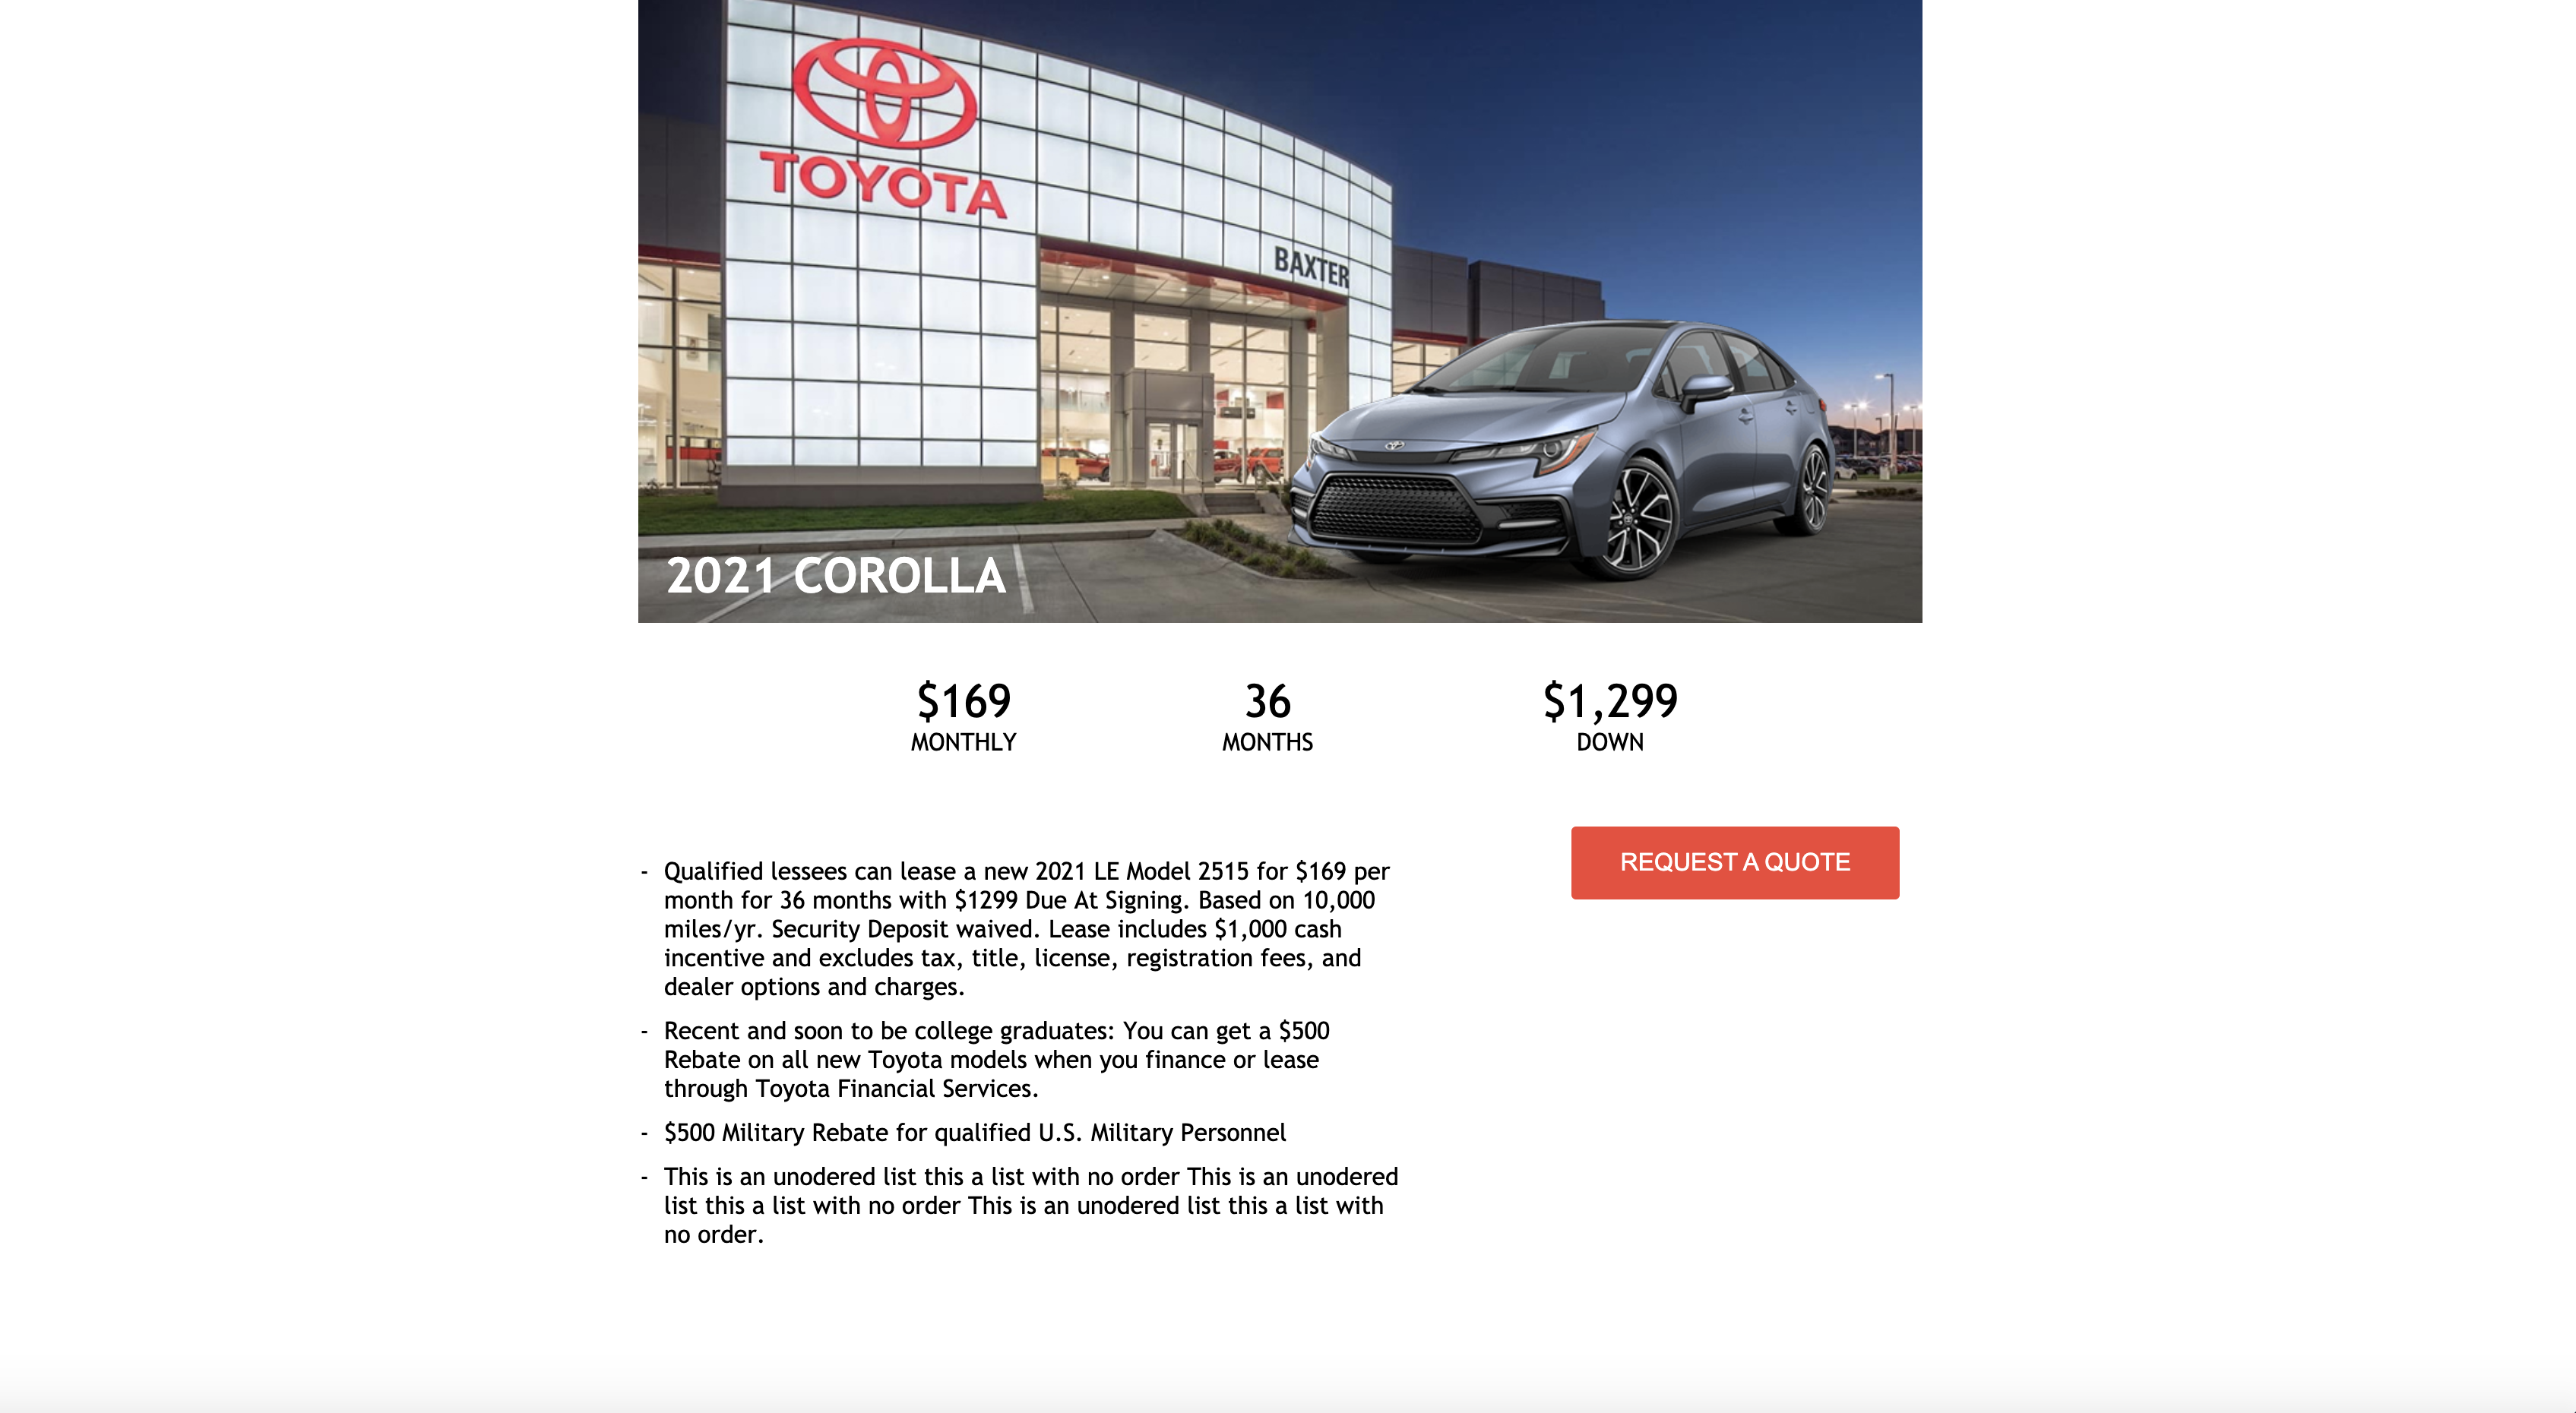 TOYOTA
BAXTER
2021 COROLLA
$169
MONTHLY
36
MONTHS
$1,299
DOWN
REQUEST A QUOTE
- Qualified lessees can lease a new 2021 LE Model 2515 for $169 per
month for 36 months with $1299 Due At Signing. Based on 10,000
miles/yr. Security Deposit waived. Lease includes $1,000 cash
incentive and excludes tax, title, license, registration fees, and
dealer options and charges.
- Recent and soon to be college graduates: You can get a $500
Rebate on all new Toyota models when you finance or lease
through Toyota Financial Services.
- $500 Military Rebate for qualified U.S. Military Personnel
- This is an unodered list this a list with no order This is an unodered
list this a list with no order This is an unodered list this a list with
no order.